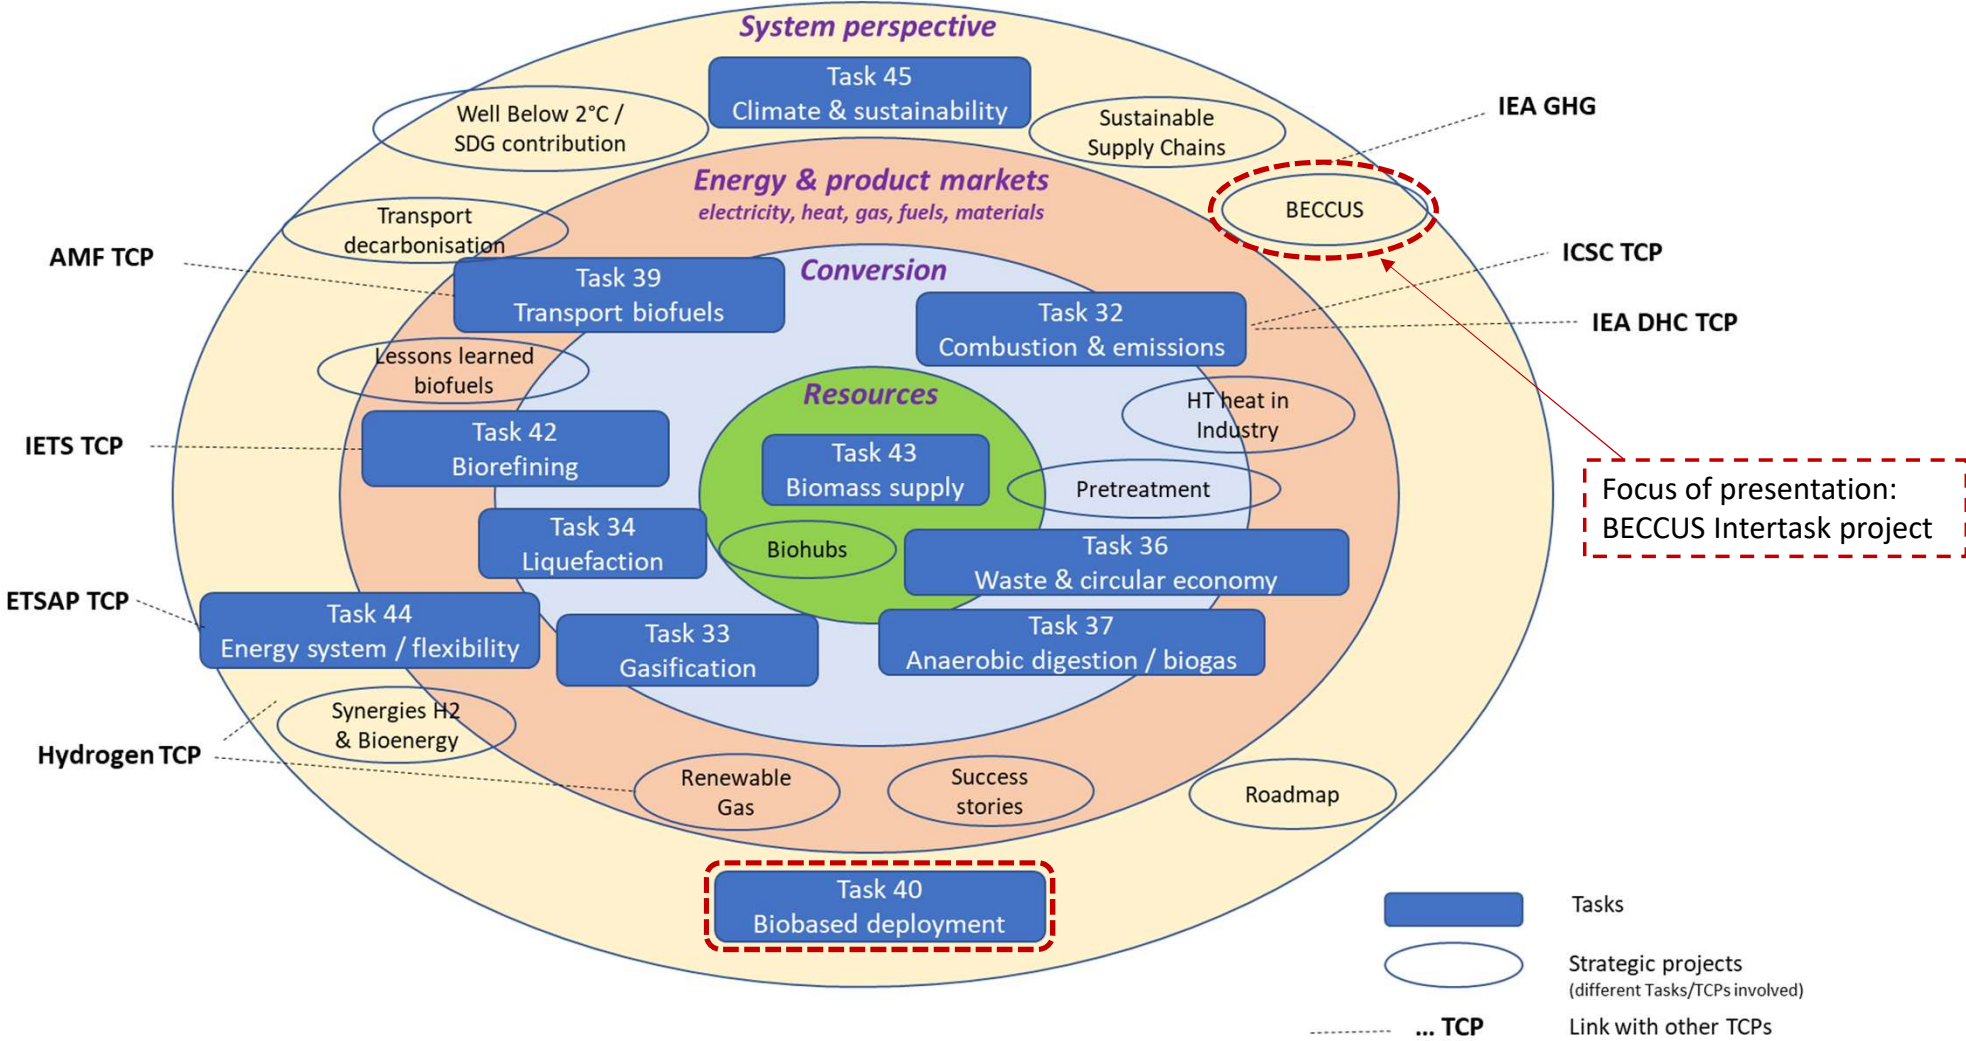 System perspective
Task 45
Climate & sustainability
Well Below 2°C /
SDG contribution
Sustainable
Supply Chains
IEA GHG
Energy & product markets
electricity, heat, gas, fuels, materials
BECCUS
Transport
decarbonisation
AMF TCP
ICSC TCP
Conversion
Task 39
Transport biofuels
Task 32
Combustion & emissions
IEA DHC TCP
Lessons learned
biofuels
Resources
HT heat in
Industry
IETS TCP
Task 42
Biorefining
Task 43
Biomass supply
Pretreatment
Focus of presentation:
BECCUS Intertask project
Task 34
Liquefaction
Biohubs
Task 36
Waste & circular economy
ETSAP TCP
Task 44
Energy system / flexibility
Task 33
Gasification
Task 37
Anaerobic digestion / biogas
Synergies H2
& Bioenergy
Hydrogen TCP
Renewable
Gas
Success
stories
Roadmap
Task 40
Biobased deployment
Tasks
Strategic projects
(different Tasks/TCPs involved)
... TCP
Link with other TCPs